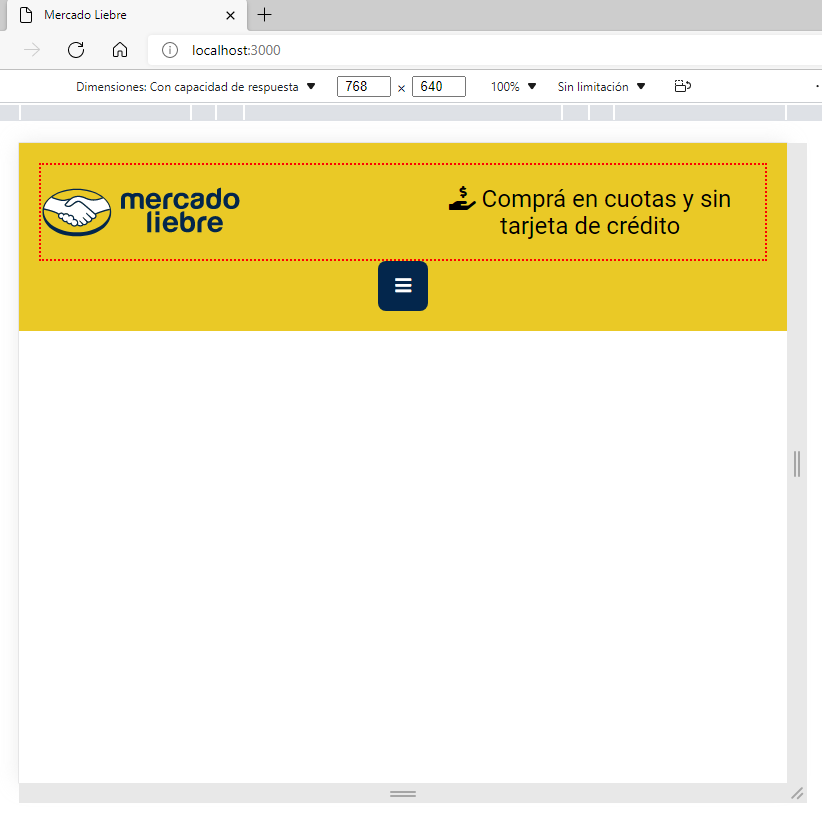 Mercado Liebre
localhost:3000
Dimensiones: Con capacidad de respuesta 768 × 640 100% Sin limitación
mercado
liebre
Comprá en cuotas y sin
tarjeta de crédito